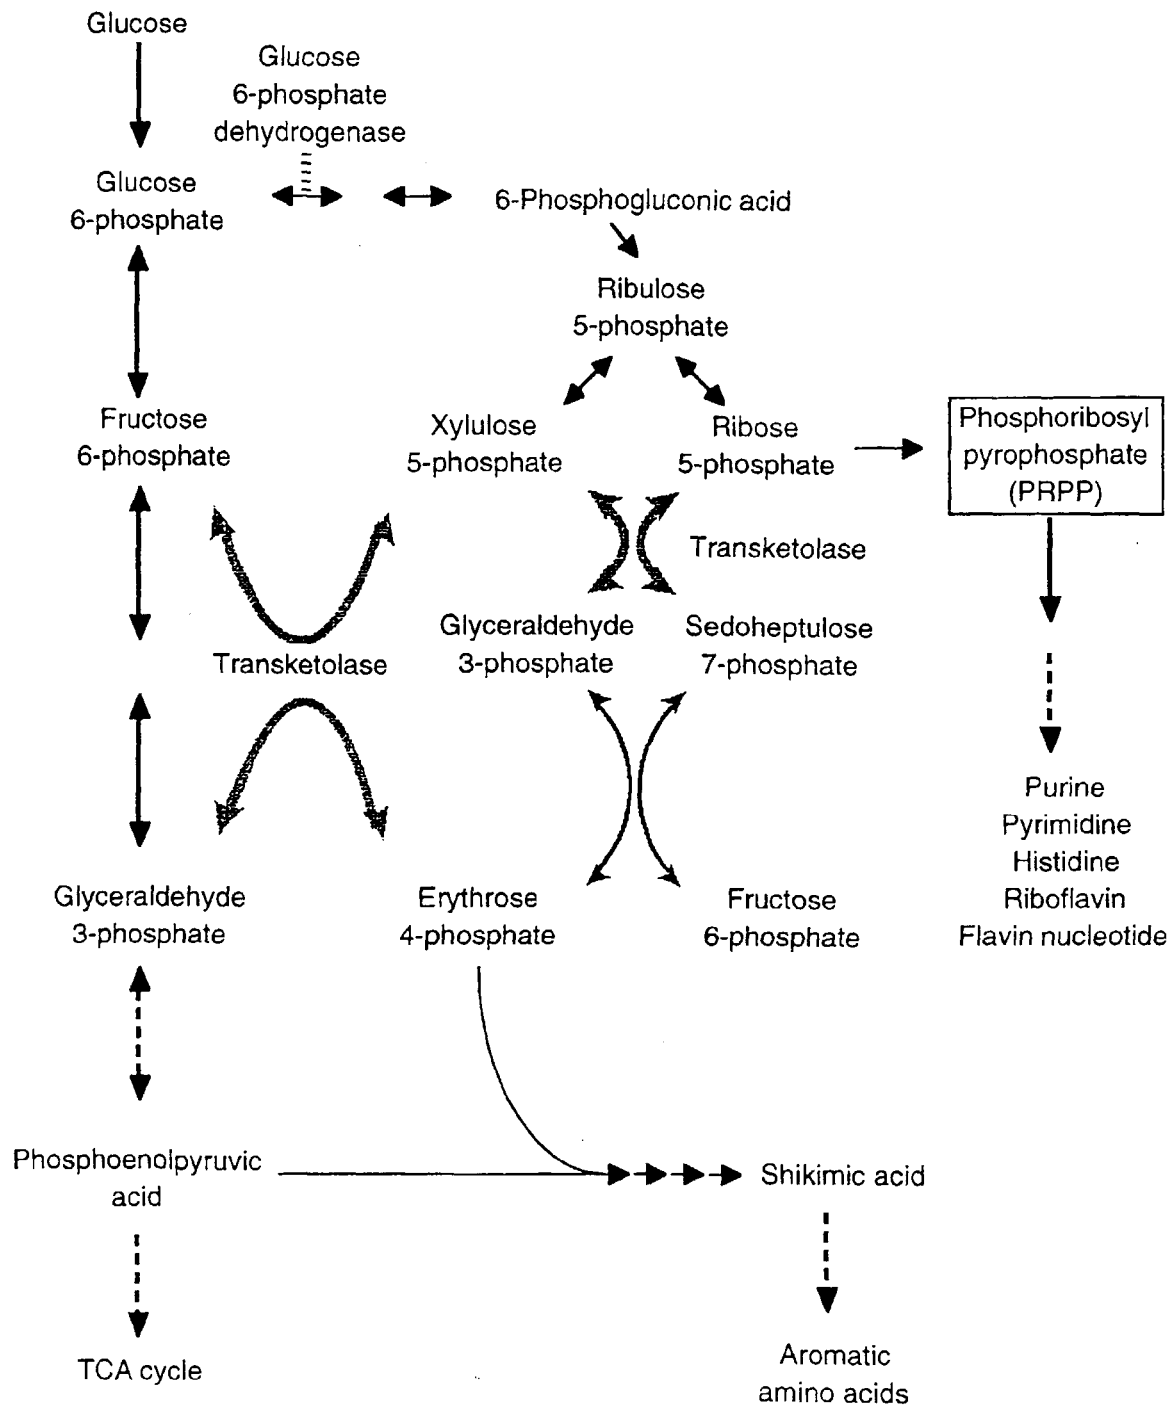 Glucose
Glucose
6-phosphate
dehydrogenase
Glucose
6-phosphate
6-Phosphogluconic acid
Ribulose
5-phosphate
Fructose
6-phosphate
Xylulose
5-phosphate
Ribose
5-phosphate
Phosphoribosyl
pyrophosphate
(PRPP)
Transketolase
Transketolase
Glyceraldehyde
3-phosphate
Sedoheptulose
7-phosphate
Purine
Pyrimidine
Histidine
Riboflavin
Flavin nucleotide
Glyceraldehyde
3-phosphate
Erythrose
4-phosphate
Fructose
6-phosphate
Phosphoenolpyruvic
acid
Shikimic acid
TCA cycle
Aromatic
amino acids